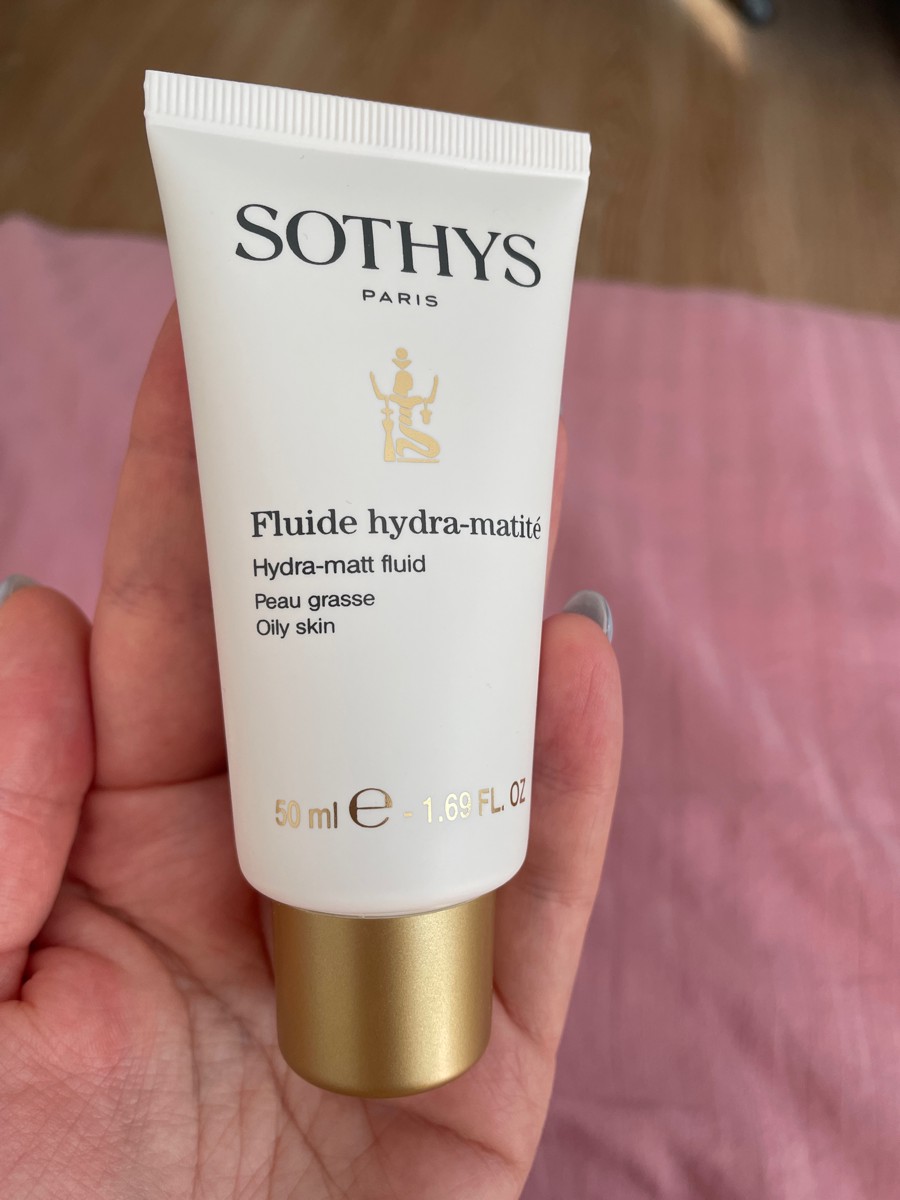 SOTHYS
PARIS
Fluide hydra-matité
Hydra-matt fluid
Peau grasse
Oily skin
50 ml e - 1.69 FL. OZ